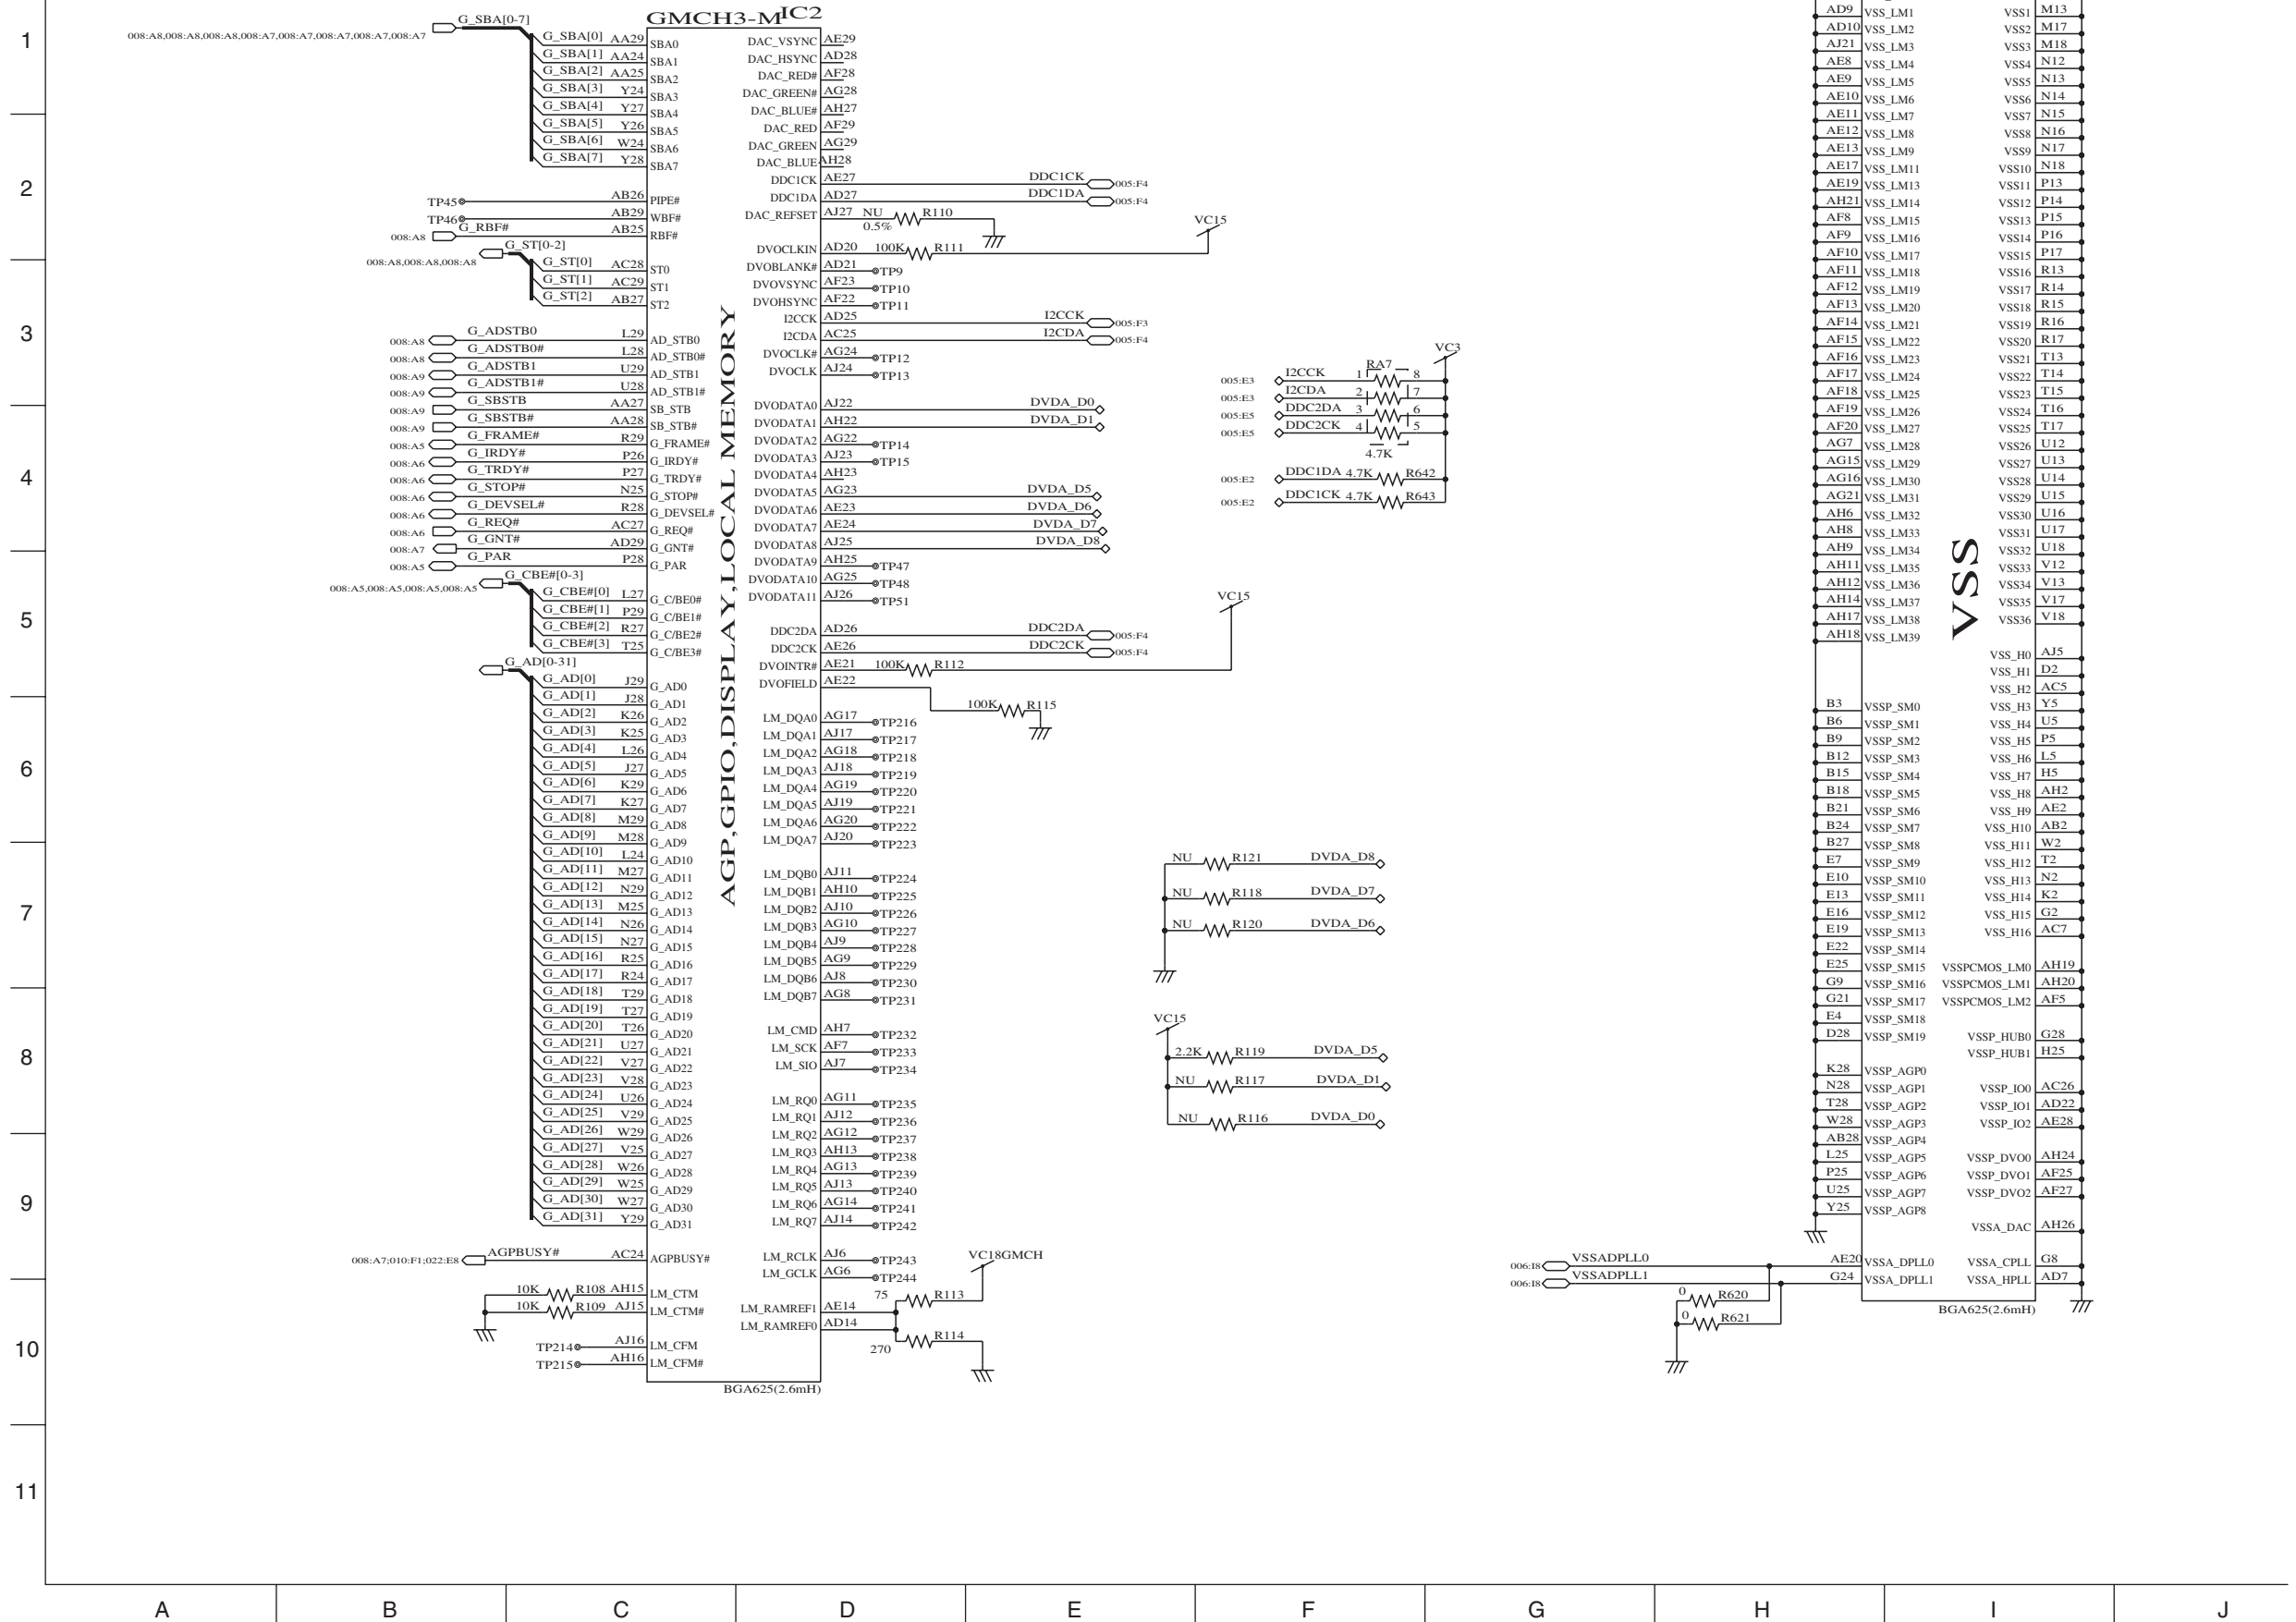 GMCH3-M IC2
1
G_SBA[0-7]
008:A8,008:A8,008:A8,008:A7,008:A7,008:A7,008:A7,008:A7
G_SBA[0] AA29 SBA0
G_SBA[1] AA24 SBA1
G_SBA[2] AA25 SBA2
G_SBA[3] Y24 SBA3
G_SBA[4] Y27 SBA4
G_SBA[5] Y26 SBA5
G_SBA[6] W24 SBA6
G_SBA[7] Y28 SBA7
2
TP45 AB26 PIPE#
TP46 AB29 WBF#
008:A8 G_RBF# AB25 RBF#
G_ST[0-2]
008:A8,008:A8,008:A8
G_ST[0] AC28 ST0
G_ST[1] AC29 ST1
G_ST[2] AB27 ST2
3
008:A8 G_ADSTB0 L29 AD_STB0
008:A8 G_ADSTB0# L28 AD_STB0#
008:A9 G_ADSTB1 U29 AD_STB1
008:A9 G_ADSTB1# U28 AD_STB1#
008:A9 G_SBSTB AA27 SB_STB
008:A9 G_SBSTB# AA28 SB_STB#
008:A5 G_FRAME# R29 G_FRAME#
008:A6 G_IRDY# P26 G_IRDY#
4
008:A6 G_TRDY# P27 G_TRDY#
008:A6 G_STOP# N25 G_STOP#
008:A6 G_DEVSEL# R28 G_DEVSEL#
008:A6 G_REQ# AC27 G_REQ#
008:A7 G_GNT# AD29 G_GNT#
008:A5 G_PAR P28 G_PAR
G_CBE#[0-3]
008:A5,008:A5,008:A5,008:A5
G_CBE#[0] L27 G_C/BE0#
G_CBE#[1] P29 G_C/BE1#
5
G_CBE#[2] R27 G_C/BE2#
G_CBE#[3] T25 G_C/BE3#
G_AD[0-31]
G_AD[0] J29 G_AD0
G_AD[1] J28 G_AD1
G_AD[2] K26 G_AD2
G_AD[3] K25 G_AD3
G_AD[4] L26 G_AD4
6
G_AD[5] J27 G_AD5
G_AD[6] K29 G_AD6
G_AD[7] K27 G_AD7
G_AD[8] M29 G_AD8
G_AD[9] M28 G_AD9
G_AD[10] L24 G_AD10
G_AD[11] M27 G_AD11
G_AD[12] N29 G_AD12
7
G_AD[13] M25 G_AD13
G_AD[14] N26 G_AD14
G_AD[15] N27 G_AD15
G_AD[16] R25 G_AD16
G_AD[17] R24 G_AD17
G_AD[18] T29 G_AD18
G_AD[19] T27 G_AD19
G_AD[20] T26 G_AD20
G_AD[21] U27 G_AD21
8
G_AD[22] V27 G_AD22
G_AD[23] V28 G_AD23
G_AD[24] U26 G_AD24
G_AD[25] V29 G_AD25
G_AD[26] W29 G_AD26
G_AD[27] V25 G_AD27
G_AD[28] W26 G_AD28
G_AD[29] W25 G_AD29
9
G_AD[30] W27 G_AD30
G_AD[31] Y29 G_AD31
008:A7;010:F1;022:E8 AGPBUSY# AC24 AGPBUSY#
10K R108 AH15 LM_CTM
10K R109 AJ15 LM_CTM#
10
TP214 AJ16 LM_CFM
TP215 AH16 LM_CFM#
11
AGP,GPIO,DISPLAY,LOCAL MEMORY
DAC_VSYNC AE29
DAC_HSYNC AD28
DAC_RED# AF28
DAC_GREEN# AG28
DAC_BLUE# AH27
DAC_RED AF29
DAC_GREEN AG29
DAC_BLUE AH28
DDC1CK AE27 DDC1CK 005:F4
DDC1DA AD27 DDC1DA 005:F4
DAC_REFSET AJ27 NU 0.5% R110
VC15
DVOCLKIN AD20 100K R111
DVOBLANK# AD21 TP9
DVOVSYNC AF23 TP10
DVOHSYNC AF22 TP11
I2CCK AD25 I2CCK 005:F3
I2CDA AC25 I2CDA 005:F4
DVOCLK# AG24 TP12
DVOCLK AJ24 TP13
DVODATA0 AJ22 DVDA_D0
DVODATA1 AH22 DVDA_D1
DVODATA2 AG22 TP14
DVODATA3 AJ23 TP15
DVODATA4 AH23
DVODATA5 AG23 DVDA_D5
DVODATA6 AE23 DVDA_D6
DVODATA7 AE24 DVDA_D7
DVODATA8 AJ25 DVDA_D8
DVODATA9 AH25 TP47
DVODATA10 AG25 TP48
DVODATA11 AJ26 TP51
VC15
DDC2DA AD26 DDC2DA 005:F4
DDC2CK AE26 DDC2CK 005:F4
DVOINTR# AE21 100K R112
DVOFIELD AE22
100K R115
LM_DQA0 AG17 TP216
LM_DQA1 AJ17 TP217
LM_DQA2 AG18 TP218
LM_DQA3 AJ18 TP219
LM_DQA4 AG19 TP220
LM_DQA5 AJ19 TP221
LM_DQA6 AG20 TP222
LM_DQA7 AJ20 TP223
LM_DQB0 AJ11 TP224
LM_DQB1 AH10 TP225
LM_DQB2 AJ10 TP226
LM_DQB3 AG10 TP227
LM_DQB4 AJ9 TP228
LM_DQB5 AG9 TP229
LM_DQB6 AJ8 TP230
LM_DQB7 AG8 TP231
LM_CMD AH7 TP232
LM_SCK AF7 TP233
LM_SIO AJ7 TP234
LM_RQ0 AG11 TP235
LM_RQ1 AJ12 TP236
LM_RQ2 AG12 TP237
LM_RQ3 AH13 TP238
LM_RQ4 AG13 TP239
LM_RQ5 AJ13 TP240
LM_RQ6 AG14 TP241
LM_RQ7 AJ14 TP242
LM_RCLK AJ6 TP243
LM_GCLK AG6 TP244
VC18GMCH
75 R113
LM_RAMREF1 AE14
LM_RAMREF0 AD14
270 R114
BGA625(2.6mH)
VC3
RA7
005:E3 I2CCK 1 8
005:E3 I2CDA 2 7
005:E5 DDC2DA 3 6
005:E5 DDC2CK 4 5
4.7K
005:E2 DDC1DA 4.7K R642
005:E2 DDC1CK 4.7K R643
NU R121 DVDA_D8
NU R118 DVDA_D7
NU R120 DVDA_D6
VC15
2.2K R119 DVDA_D5
NU R117 DVDA_D1
NU R116 DVDA_D0
AD9 VSS_LM1
AD10 VSS_LM2
AJ21 VSS_LM3
AE8 VSS_LM4
AE9 VSS_LM5
AE10 VSS_LM6
AE11 VSS_LM7
AE12 VSS_LM8
AE13 VSS_LM9
AE17 VSS_LM11
AE19 VSS_LM13
AH21 VSS_LM14
AF8 VSS_LM15
AF9 VSS_LM16
AF10 VSS_LM17
AF11 VSS_LM18
AF12 VSS_LM19
AF13 VSS_LM20
AF14 VSS_LM21
AF15 VSS_LM22
AF16 VSS_LM23
AF17 VSS_LM24
AF18 VSS_LM25
AF19 VSS_LM26
AF20 VSS_LM27
AG7 VSS_LM28
AG15 VSS_LM29
AG16 VSS_LM30
AG21 VSS_LM31
AH6 VSS_LM32
AH8 VSS_LM33
AH9 VSS_LM34
AH11 VSS_LM35
AH12 VSS_LM36
AH14 VSS_LM37
AH17 VSS_LM38
AH18 VSS_LM39
B3 VSSP_SM0
B6 VSSP_SM1
B9 VSSP_SM2
B12 VSSP_SM3
B15 VSSP_SM4
B18 VSSP_SM5
B21 VSSP_SM6
B24 VSSP_SM7
B27 VSSP_SM8
E7 VSSP_SM9
E10 VSSP_SM10
E13 VSSP_SM11
E16 VSSP_SM12
E19 VSSP_SM13
E22 VSSP_SM14
E25 VSSP_SM15
G9 VSSP_SM16
G21 VSSP_SM17
E4 VSSP_SM18
D28 VSSP_SM19
K28 VSSP_AGP0
N28 VSSP_AGP1
T28 VSSP_AGP2
W28 VSSP_AGP3
AB28 VSSP_AGP4
L25 VSSP_AGP5
P25 VSSP_AGP6
U25 VSSP_AGP7
Y25 VSSP_AGP8
006:I8 VSSADPLL0 AE20 VSSA_DPLL0
006:I8 VSSADPLL1 G24 VSSA_DPLL1
0 R620
0 R621
VSS
VSS1 M13
VSS2 M17
VSS3 M18
VSS4 N12
VSS5 N13
VSS6 N14
VSS7 N15
VSS8 N16
VSS9 N17
VSS10 N18
VSS11 P13
VSS12 P14
VSS13 P15
VSS14 P16
VSS15 P17
VSS16 R13
VSS17 R14
VSS18 R15
VSS19 R16
VSS20 R17
VSS21 T13
VSS22 T14
VSS23 T15
VSS24 T16
VSS25 T17
VSS26 U12
VSS27 U13
VSS28 U14
VSS29 U15
VSS30 U16
VSS31 U17
VSS32 U18
VSS33 V12
VSS34 V13
VSS35 V17
VSS36 V18
VSS_H0 AJ5
VSS_H1 D2
VSS_H2 AC5
VSS_H3 Y5
VSS_H4 U5
VSS_H5 P5
VSS_H6 L5
VSS_H7 H5
VSS_H8 AH2
VSS_H9 AE2
VSS_H10 AB2
VSS_H11 W2
VSS_H12 T2
VSS_H13 N2
VSS_H14 K2
VSS_H15 G2
VSS_H16 AC7
VSSPCMOS_LM0 AH19
VSSPCMOS_LM1 AH20
VSSPCMOS_LM2 AF5
VSSP_HUB0 G28
VSSP_HUB1 H25
VSSP_IO0 AC26
VSSP_IO1 AD22
VSSP_IO2 AE28
VSSP_DVO0 AH24
VSSP_DVO1 AF25
VSSP_DVO2 AF27
VSSA_DAC AH26
VSSA_CPLL G8
VSSA_HPLL AD7
BGA625(2.6mH)
A B C D E F G H I J